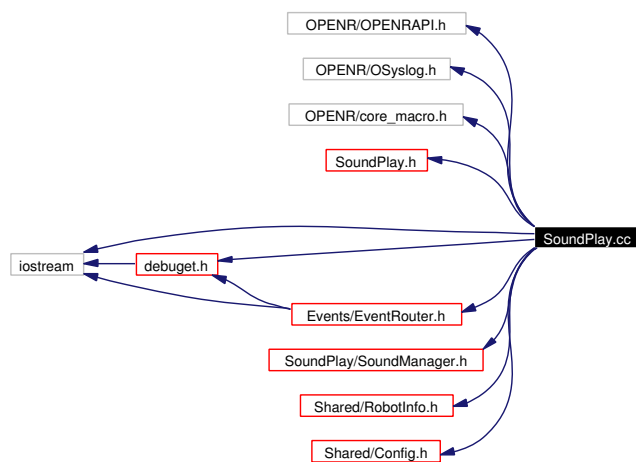 OPENR/OPENRAPI.h
OPENR/OSyslog.h
OPENR/core_macro.h
SoundPlay.h
SoundPlay.cc
iostream
debuget.h
Events/EventRouter.h
SoundPlay/SoundManager.h
Shared/RobotInfo.h
Shared/Config.h